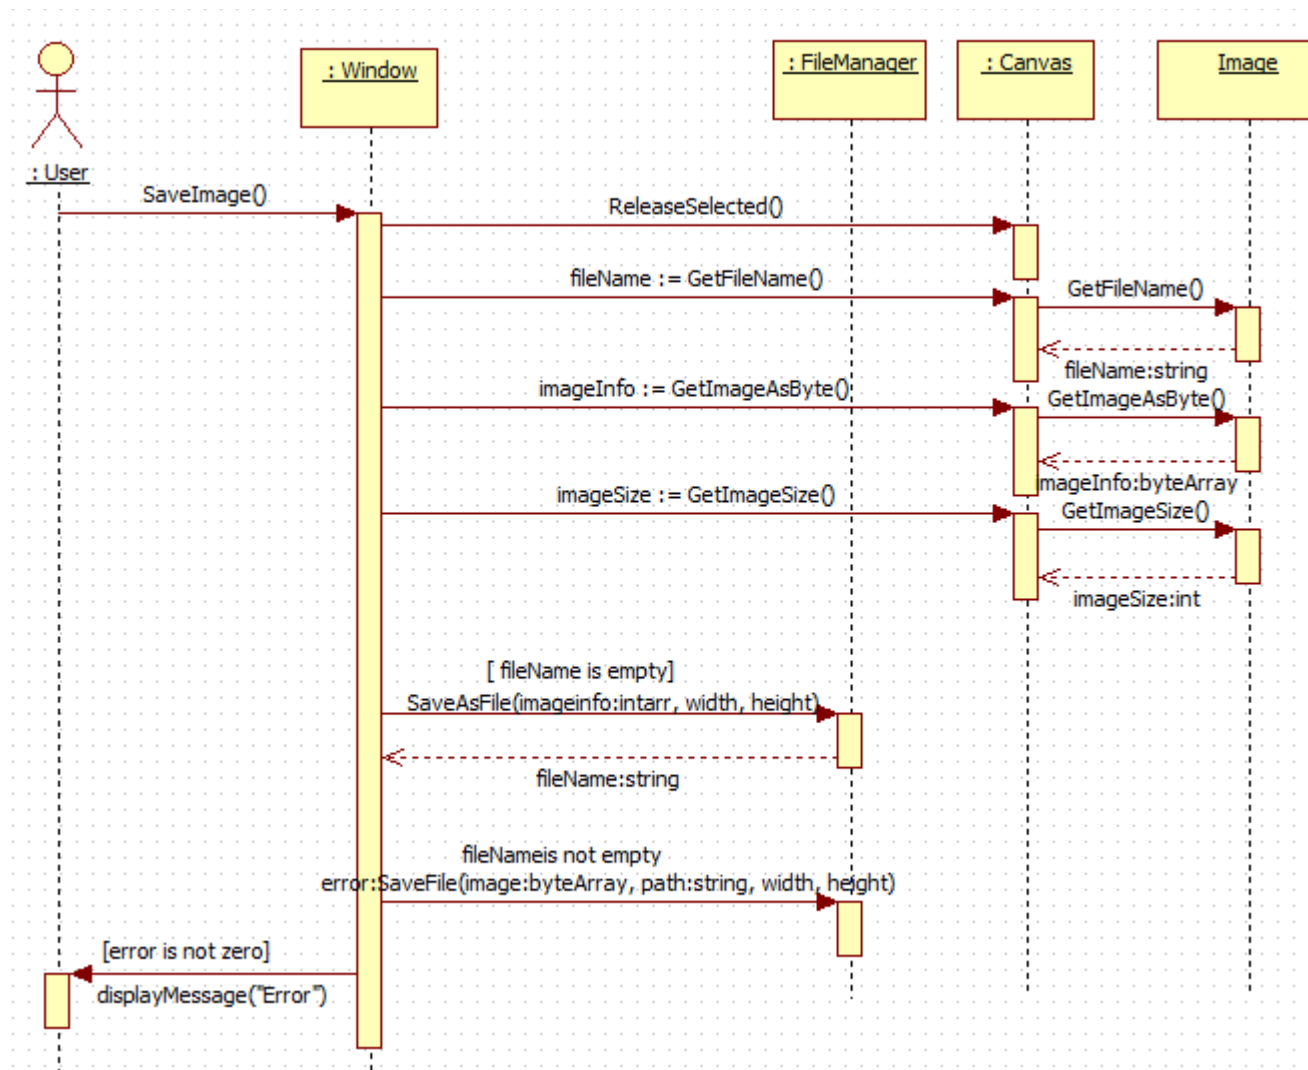 : Window
: FileManager
: Canvas
Image
: User
SaveImage()
ReleaseSelected()
fileName := GetFileName()
GetFileName()
fileName:string
imageInfo := GetImageAsByte()
GetImageAsByte()
imageInfo:byteArray
imageSize := GetImageSize()
GetImageSize()
imageSize:int
[ fileName is empty]
SaveAsFile(imageinfo:intarr, width, height)
fileName:string
fileNameis not empty
error:SaveFile(image:byteArray, path:string, width, height)
[error is not zero]
displayMessage("Error")